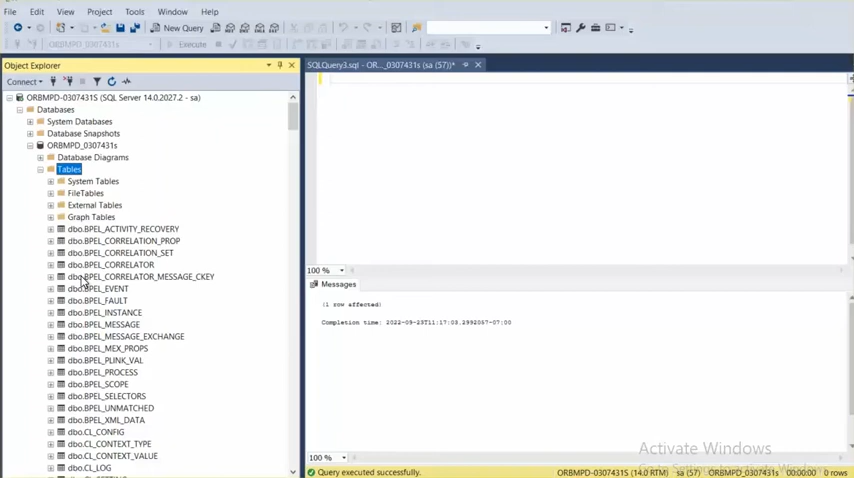 File Edit View Project Tools Window Help
New Query
ORBMPD_0307431S
Execute
Object Explorer
SQLQuery3.sql - OR..._0307431s (sa (57))*
Connect
ORBMPD-0307431S (SQL Server 14.0.2027.2 - sa)
Databases
System Databases
Database Snapshots
ORBMPD_0307431s
Database Diagrams
Tables
System Tables
FileTables
External Tables
Graph Tables
dbo.BPEL_ACTIVITY_RECOVERY
dbo.BPEL_CORRELATION_PROP
dbo.BPEL_CORRELATION_SET
dbo.BPEL_CORRELATOR
dbo.BPEL_CORRELATOR_MESSAGE_CKEY
dbo.BPEL_EVENT
dbo.BPEL_FAULT
dbo.BPEL_INSTANCE
dbo.BPEL_MESSAGE
dbo.BPEL_MESSAGE_EXCHANGE
dbo.BPEL_MEX_PROPS
dbo.BPEL_PLINK_VAL
dbo.BPEL_PROCESS
dbo.BPEL_SCOPE
dbo.BPEL_SELECTORS
dbo.BPEL_UNMATCHED
dbo.BPEL_XML_DATA
dbo.CL_CONFIG
dbo.CL_CONTEXT_TYPE
dbo.CL_CONTEXT_VALUE
dbo.CL_LOG
100 %
Messages
(1 row affected)
Completion time: 2022-09-23T11:17:03.2992057-07:00
100 %
Activate Windows
Query executed successfully.
ORBMPD-0307431S (14.0 RTM) sa (57) ORBMPD_0307431s 00:00:00 0 rows